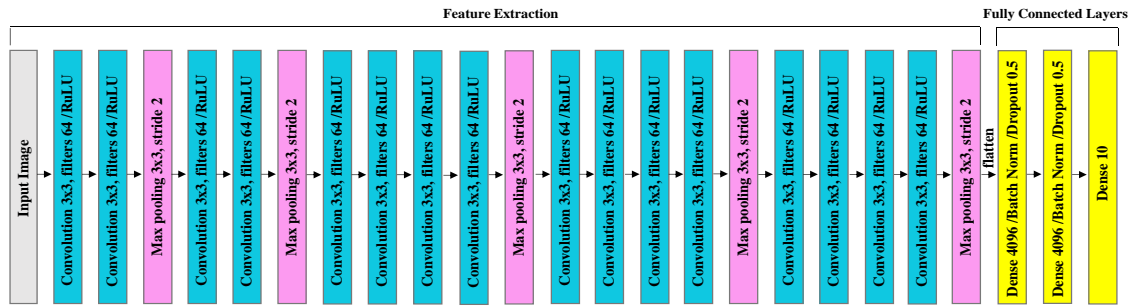 Feature Extraction
Fully Connected Layers
Input Image
Convolution 3x3, filters 64 /RuLU
Convolution 3x3, filters 64 /RuLU
Max pooling 3x3, stride 2
Convolution 3x3, filters 64 /RuLU
Convolution 3x3, filters 64 /RuLU
Max pooling 3x3, stride 2
Convolution 3x3, filters 64 /RuLU
Convolution 3x3, filters 64 /RuLU
Convolution 3x3, filters 64 /RuLU
Convolution 3x3, filters 64 /RuLU
Max pooling 3x3, stride 2
Convolution 3x3, filters 64 /RuLU
Convolution 3x3, filters 64 /RuLU
Convolution 3x3, filters 64 /RuLU
Convolution 3x3, filters 64 /RuLU
Max pooling 3x3, stride 2
Convolution 3x3, filters 64 /RuLU
Convolution 3x3, filters 64 /RuLU
Convolution 3x3, filters 64 /RuLU
Convolution 3x3, filters 64 /RuLU
Max pooling 3x3, stride 2
flatten
Dense 4096 /Batch Norm /Dropout 0.5
Dense 4096 /Batch Norm /Dropout 0.5
Dense 10